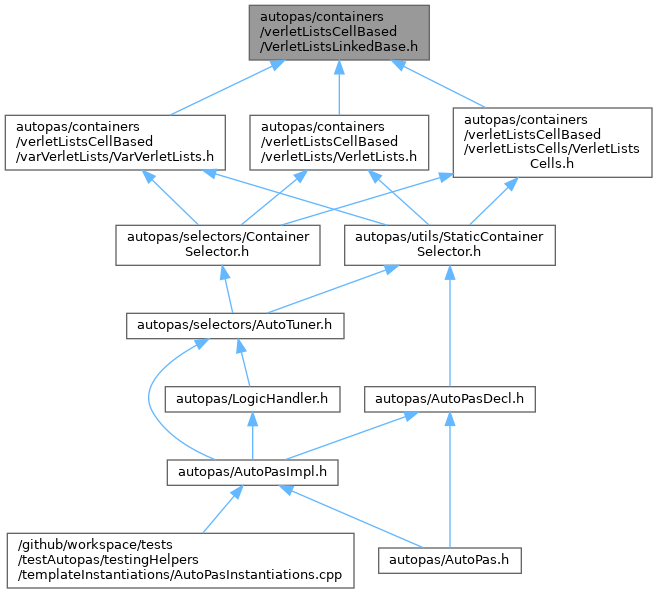 autopas/containers
/verletListsCellBased
/VerletListsLinkedBase.h
autopas/containers
/verletListsCellBased
/varVerletLists/VarVerletLists.h
autopas/containers
/verletListsCellBased
/verletLists/VerletLists.h
autopas/containers
/verletListsCellBased
/verletListsCells/VerletLists
Cells.h
autopas/selectors/Container
Selector.h
autopas/utils/StaticContainer
Selector.h
autopas/selectors/AutoTuner.h
autopas/LogicHandler.h
autopas/AutoPasDecl.h
autopas/AutoPasImpl.h
/github/workspace/tests
/testAutopas/testingHelpers
/templateInstantiations/AutoPasInstantiations.cpp
autopas/AutoPas.h